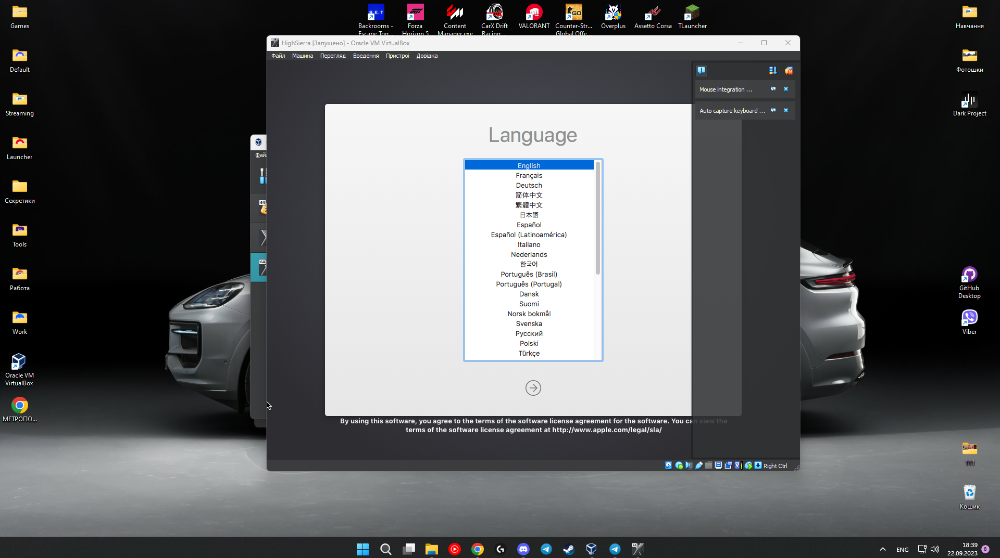 Games
Default
Streaming
Launcher
Секретики
Tools
Работа
Work
Oracle VM
VirtualBox
МЕТРОПО...
Backrooms -
Escape Tog...
Forza
Horizon 5
Content
Manager.exe
CarX Drift
Racing ...
VALORANT
Counter-Str...
Global Offe...
Overplus
Assetto Corsa
TLauncher
Навчання
Фотошки
Dark Project
GitHub
Desktop
Viber
111
Кошик
HighSierra [Запущено] - Oracle VM VirtualBox
Файл Машина Перегляд Введення Пристрої Довідка
Mouse integration ...
Auto capture keyboard ...
Фай
64
64
Language
English
Français
Deutsch
简体中文
繁體中文
日本語
Español
Español (Latinoamérica)
Italiano
Nederlands
한국어
Português (Brasil)
Português (Portugal)
Dansk
Suomi
Norsk bokmål
Svenska
Русский
Polski
Türkçe
By using this software, you agree to the terms of the software license agreement for the software. You can view the
terms of the software license agreement at http://www.apple.com/legal/sla/
Right Ctrl
ENG
18:39
22.09.2023
8